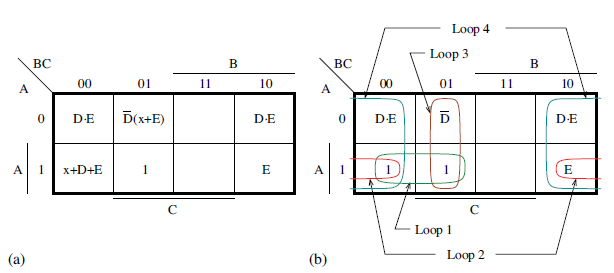 Loop 4
Loop 3
BC B
A 00 01 11 10
0 D·E D̅(x+E) D·E
A 1 x+D+E 1 E
C
(a)
BC B
A 00 01 11 10
0 D·E D̅ D·E
A 1 1 1 E
C
Loop 1
Loop 2
(b)